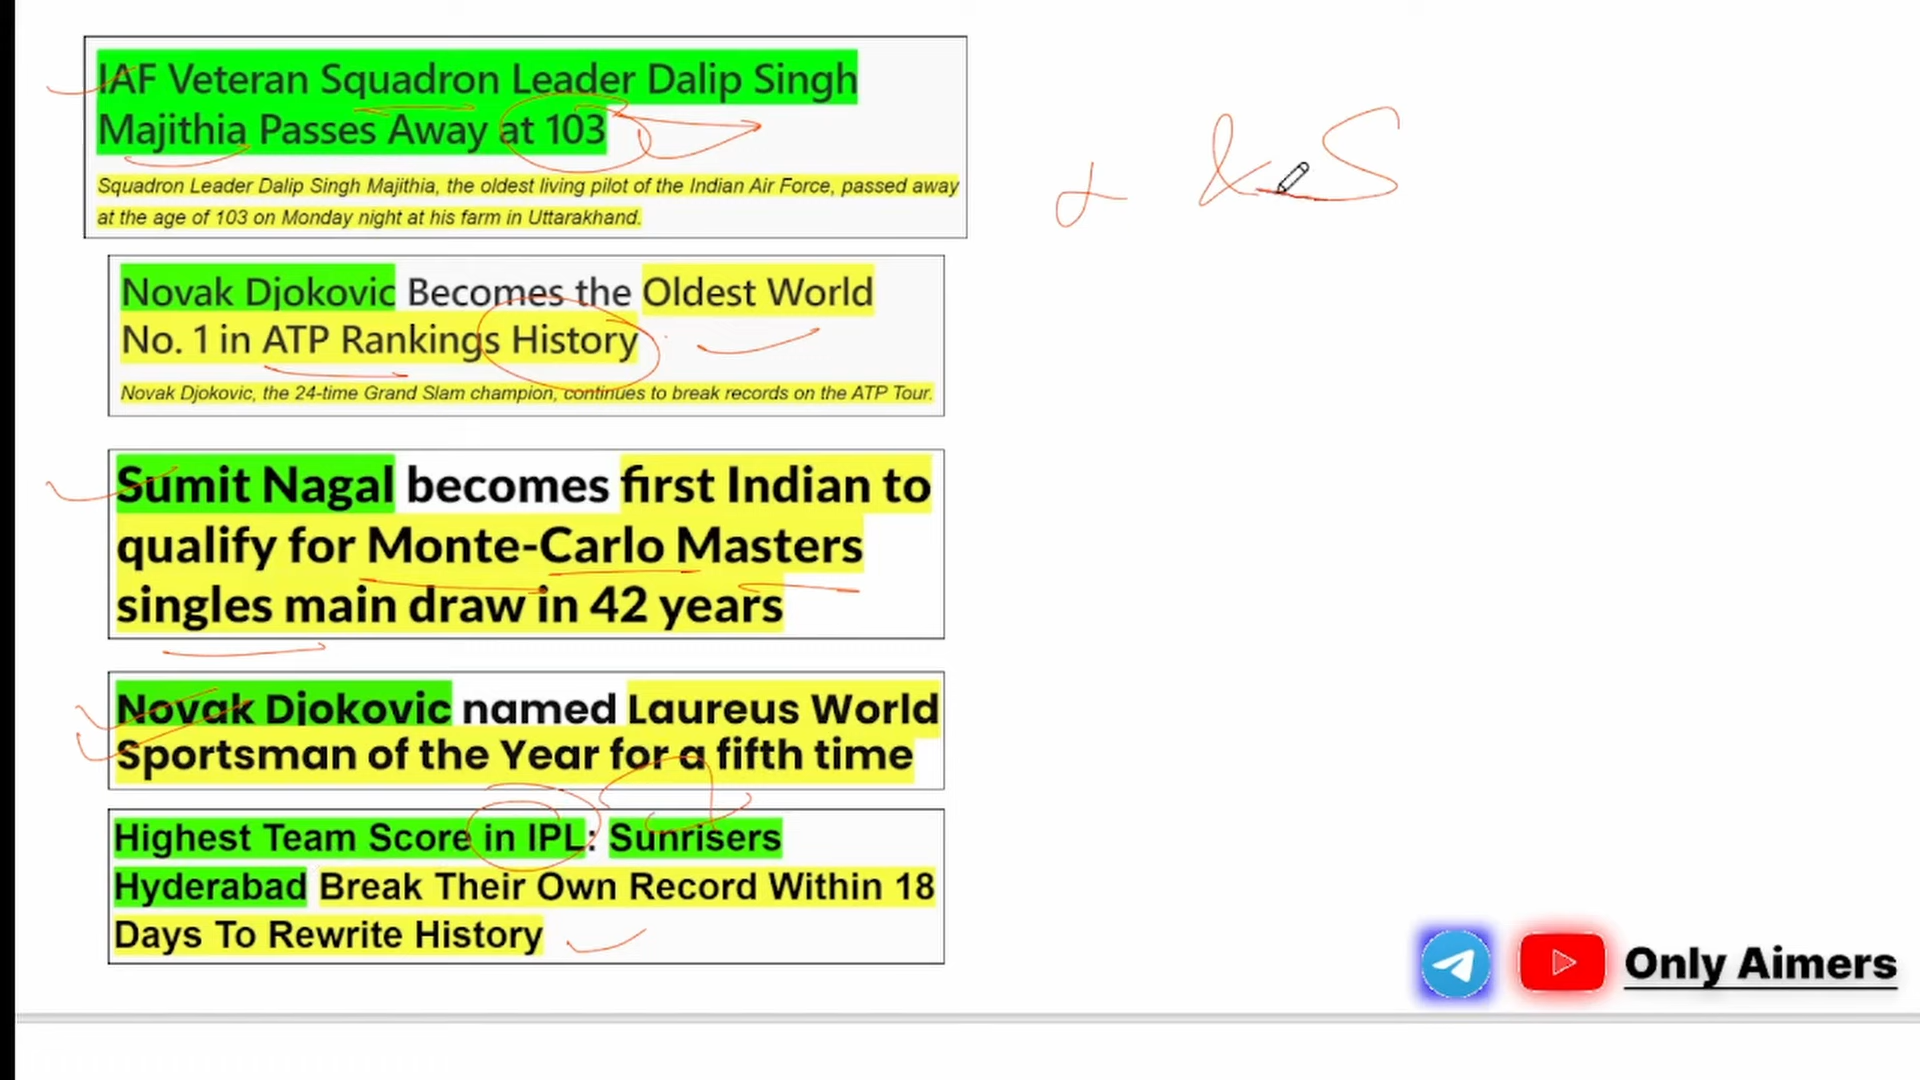 IAF Veteran Squadron Leader Dalip Singh
Majithia Passes Away at 103
Squadron Leader Dalip Singh Majithia, the oldest living pilot of the Indian Air Force, passed away
at the age of 103 on Monday night at his farm in Uttarakhand.
Novak Djokovic Becomes the Oldest World
No. 1 in ATP Rankings History
Novak Djokovic, the 24-time Grand Slam champion, continues to break records on the ATP Tour.
Sumit Nagal becomes first Indian to
qualify for Monte-Carlo Masters
singles main draw in 42 years
Novak Djokovic named Laureus World
Sportsman of the Year for a fifth time
Highest Team Score in IPL: Sunrisers
Hyderabad Break Their Own Record Within 18
Days To Rewrite History
Only Aimers